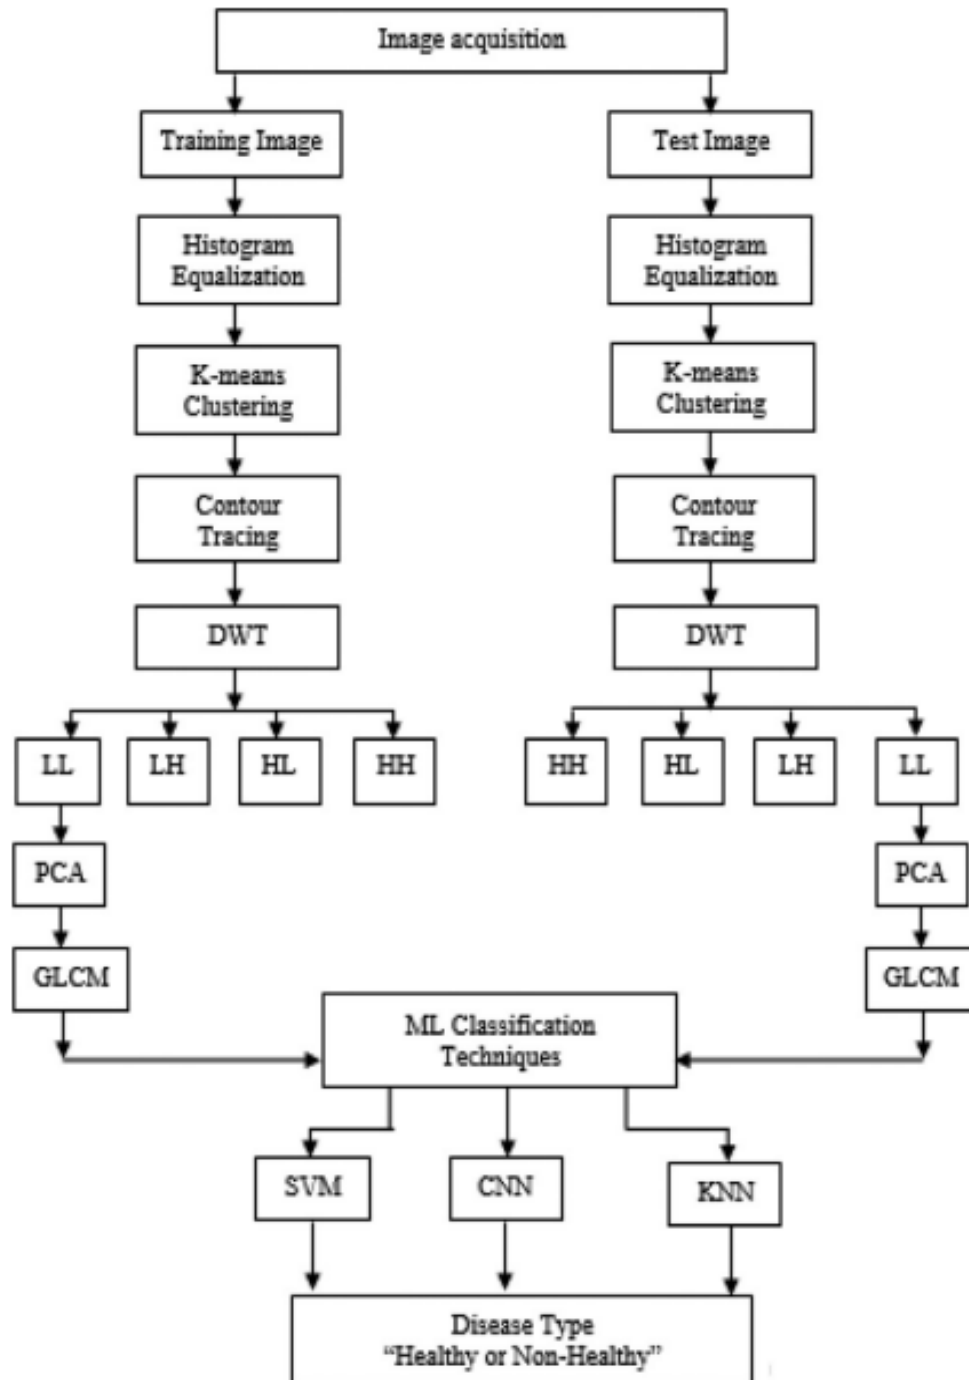 Image acquisition
Training Image
Test Image
Histogram
Equalization
Histogram
Equalization
K-means
Clustering
K-means
Clustering
Contour
Tracing
Contour
Tracing
DWT
DWT
LL
LH
HL
HH
HH
HL
LH
LL
PCA
PCA
GLCM
GLCM
ML Classification
Techniques
SVM
CNN
KNN
Disease Type
“Healthy or Non-Healthy”